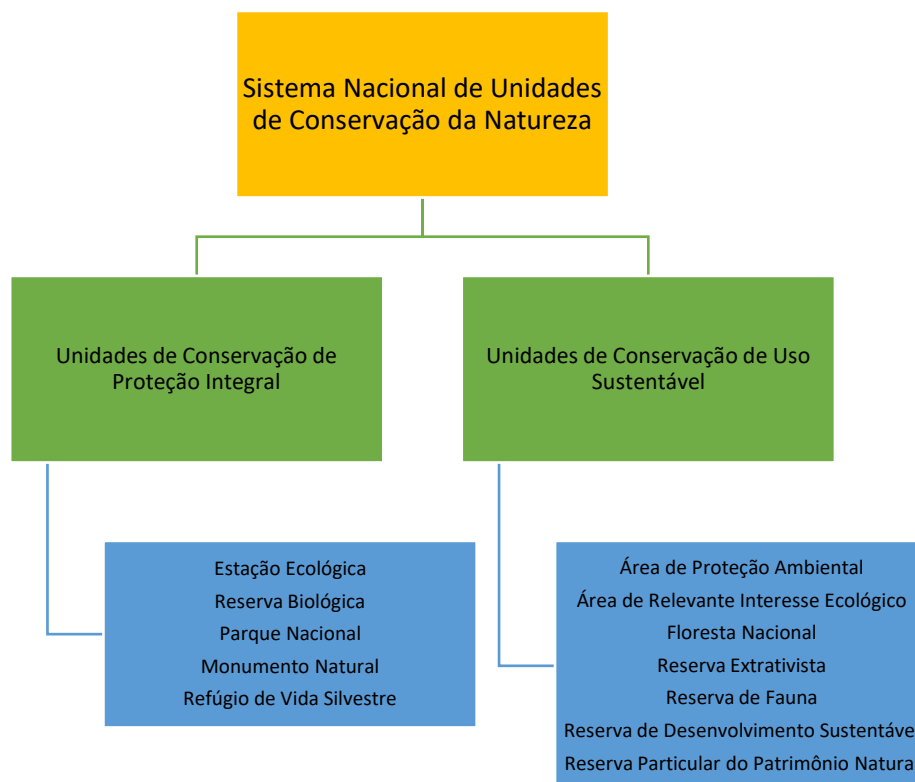 Sistema Nacional de Unidades
de Conservação da Natureza
Unidades de Conservação de
Proteção Integral
Unidades de Conservação de Uso
Sustentável
Estação Ecológica
Reserva Biológica
Parque Nacional
Monumento Natural
Refúgio de Vida Silvestre
Área de Proteção Ambiental
Área de Relevante Interesse Ecológico
Floresta Nacional
Reserva Extrativista
Reserva de Fauna
Reserva de Desenvolvimento Sustentáve
Reserva Particular do Patrimônio Natura